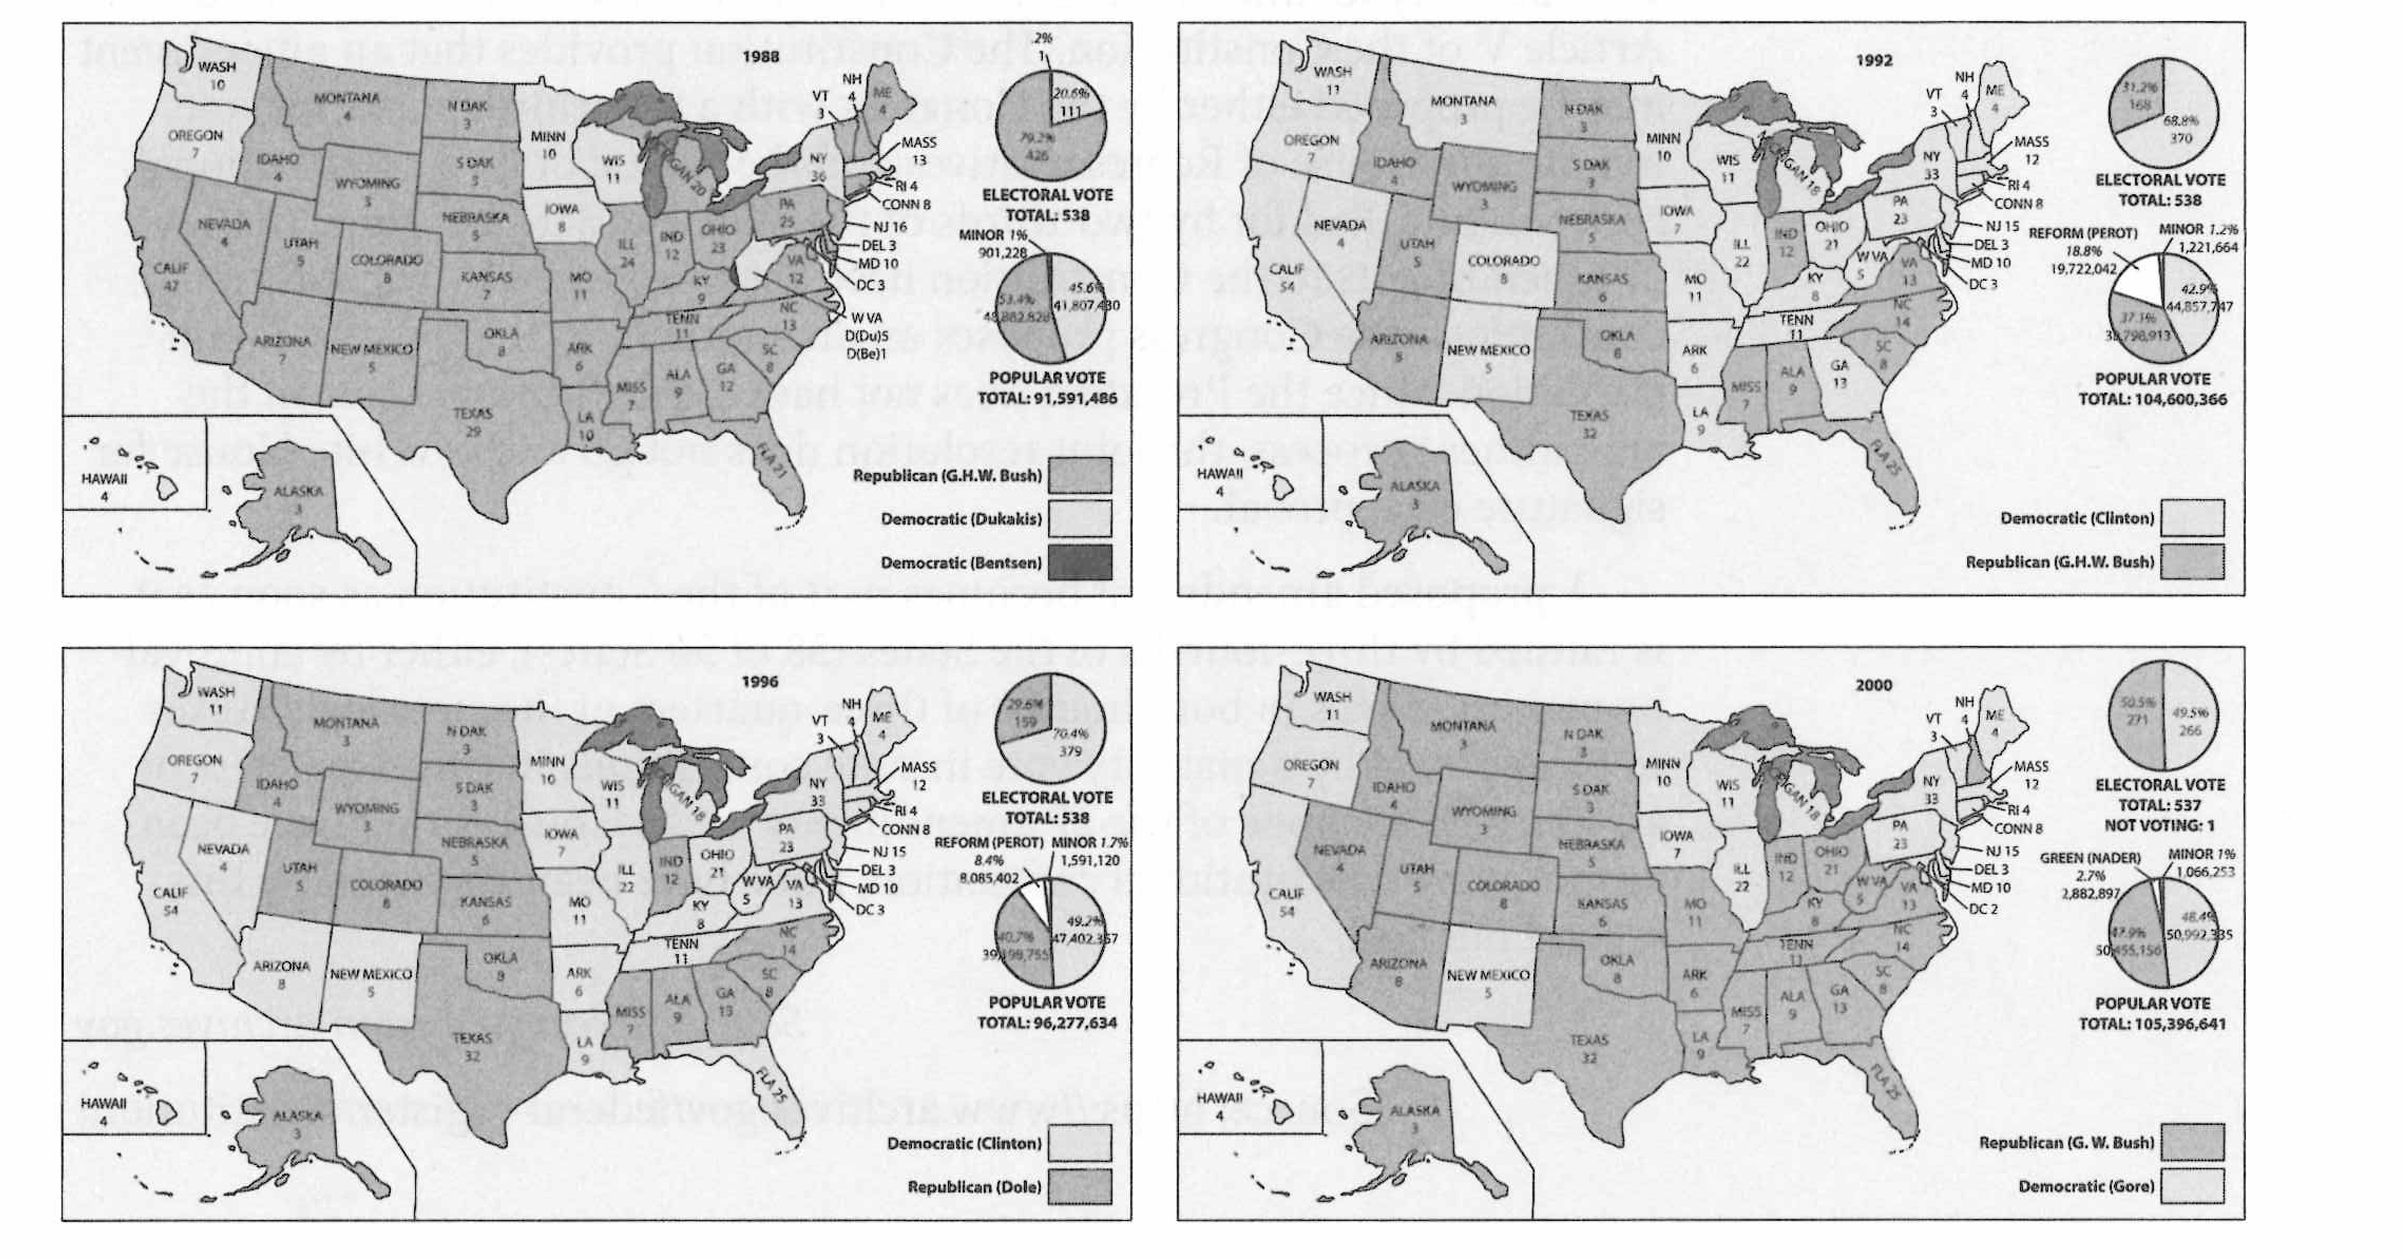 1988
WASH
10
OREGON
7
CALIF
47
IDAHO
4
NEVADA
4
MONTANA
4
WYOMING
3
UTAH
5
ARIZONA
7
COLORADO
8
NEW MEXICO
5
N DAK
3
S DAK
3
NEBRASKA
5
KANSAS
7
OKLA
8
TEXAS
29
MINN
10
IOWA
8
MO
11
ARK
6
LA
10
WIS
11
ILL
24
MICHIGAN 20
IND
12
OHIO
23
KY
9
TENN
11
MISS
7
ALA
9
GA
12
FLA 21
SC
8
NC
13
VA
12
W VA
D(Du)5
D(Be)1
PA
25
NY
36
VT
3
NH
4
ME
4
MASS
13
RI 4
CONN 8
NJ 16
DEL 3
MD 10
DC 3
HAWAII
4
ALASKA
3
.2%
1
20.6%
111
79.2%
426
ELECTORAL VOTE
TOTAL: 538
MINOR 1%
901,228
45.6%
41,807,430
53.4%
48,882,828
POPULAR VOTE
TOTAL: 91,591,486
Republican (G.H.W. Bush)
Democratic (Dukakis)
Democratic (Bentsen)
1992
WASH
11
OREGON
7
CALIF
54
IDAHO
4
NEVADA
4
MONTANA
3
WYOMING
3
UTAH
5
ARIZONA
8
COLORADO
8
NEW MEXICO
5
N DAK
3
S DAK
3
NEBRASKA
5
KANSAS
6
OKLA
8
TEXAS
32
MINN
10
IOWA
7
MO
11
ARK
6
LA
9
WIS
11
ILL
22
IND
12
OHIO
21
KY
8
TENN
11
MISS
7
ALA
9
GA
13
FLA 25
SC
8
NC
14
VA
13
W VA
5
PA
23
NY
33
VT
3
NH
4
ME
4
MASS
12
RI 4
CONN 8
NJ 15
DEL 3
MD 10
DC 3
HAWAII
4
ALASKA
3
31.2%
168
68.8%
370
ELECTORAL VOTE
TOTAL: 538
REFORM (PEROT)
18.8%
19,722,042
MINOR 1.2%
1,221,664
42.9%
44,857,747
37.1%
38,798,913
POPULAR VOTE
TOTAL: 104,600,366
Democratic (Clinton)
Republican (G.H.W. Bush)
1996
WASH
11
OREGON
7
CALIF
54
IDAHO
4
NEVADA
4
MONTANA
3
WYOMING
3
UTAH
5
ARIZONA
8
COLORADO
8
NEW MEXICO
5
N DAK
3
S DAK
3
NEBRASKA
5
KANSAS
6
OKLA
8
TEXAS
32
MINN
10
IOWA
7
MO
11
ARK
6
LA
9
WIS
11
ILL
22
IND
12
OHIO
21
KY
8
TENN
11
MISS
7
ALA
9
GA
13
FLA 25
SC
8
NC
14
VA
13
W VA
5
PA
23
NY
33
VT
3
NH
4
ME
4
MASS
12
RI 4
CONN 8
NJ 15
DEL 3
MD 10
DC 3
HAWAII
4
ALASKA
3
29.6%
159
70.4%
379
ELECTORAL VOTE
TOTAL: 538
REFORM (PEROT)
8.4%
8,085,402
MINOR 1.7%
1,591,120
49.2%
47,402,357
40.7%
39,198,755
POPULAR VOTE
TOTAL: 96,277,634
Democratic (Clinton)
Republican (Dole)
2000
WASH
11
OREGON
7
CALIF
54
IDAHO
4
NEVADA
4
MONTANA
3
WYOMING
3
UTAH
5
ARIZONA
8
COLORADO
8
NEW MEXICO
5
N DAK
3
S DAK
3
NEBRASKA
5
KANSAS
6
OKLA
8
TEXAS
32
MINN
10
IOWA
7
MO
11
ARK
6
LA
9
WIS
11
ILL
22
IND
12
OHIO
21
KY
8
TENN
11
MISS
7
ALA
9
GA
13
FLA 25
SC
8
NC
14
VA
13
W VA
5
PA
23
NY
33
VT
3
NH
4
ME
4
MASS
12
RI 4
CONN 8
NJ 15
DEL 3
MD 10
DC 2
HAWAII
4
ALASKA
3
50.5%
271
49.5%
266
ELECTORAL VOTE
TOTAL: 537
NOT VOTING: 1
GREEN (NADER)
2.7%
2,882,897
MINOR 1%
1,066,253
48.4%
50,992,335
47.9%
50,455,156
POPULAR VOTE
TOTAL: 105,396,641
Republican (G. W. Bush)
Democratic (Gore)